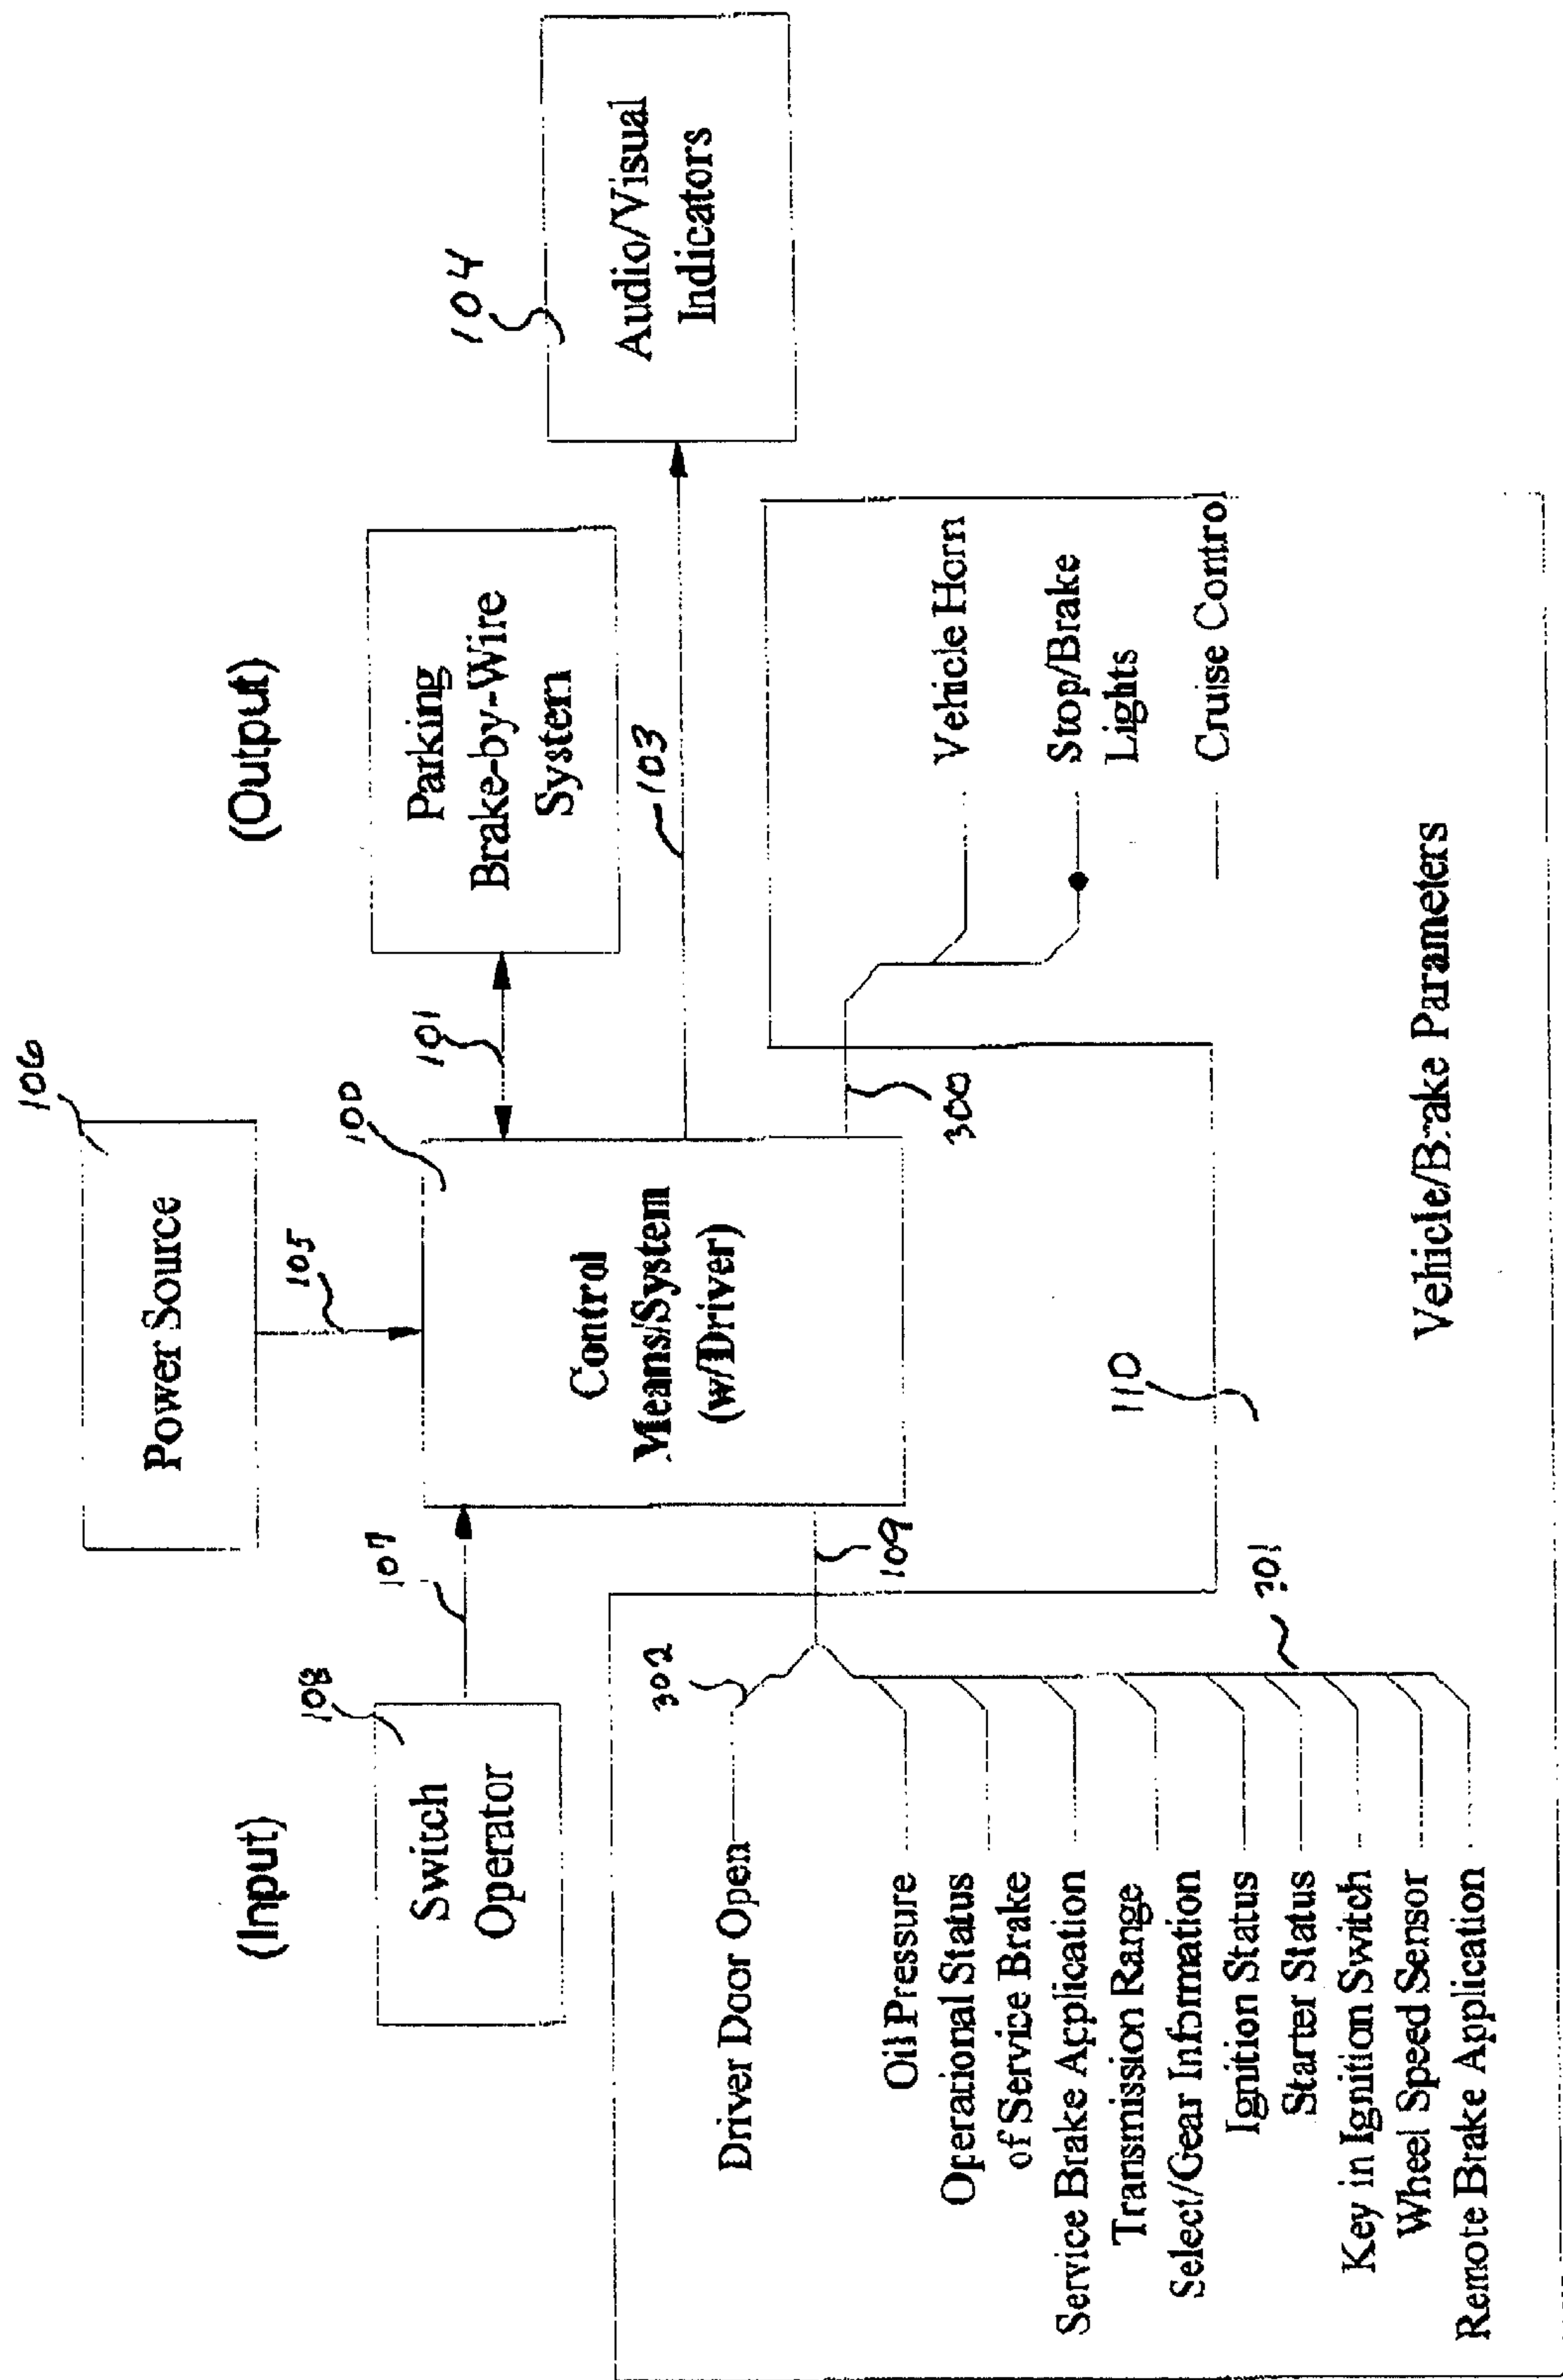 106
Power Source
105
(Input)
(Output)
108
Switch
Operator
107
100
Control
Means/System
(w/Driver)
101
Parking
Brake-by-Wire
System
103
104
Audio/Visual
Indicators
109
300
302
Driver Door Open
Oil Pressure
Operational Status
of Service Brake
Service Brake Application
Transmission Range
Select/Gear Information
Ignition Status
Starter Status
Key in Ignition Switch
Wheel Speed Sensor
Remote Brake Application
301
110
Vehicle Horn
Stop/Brake
Lights
Cruise Control
Vehicle/Brake Parameters